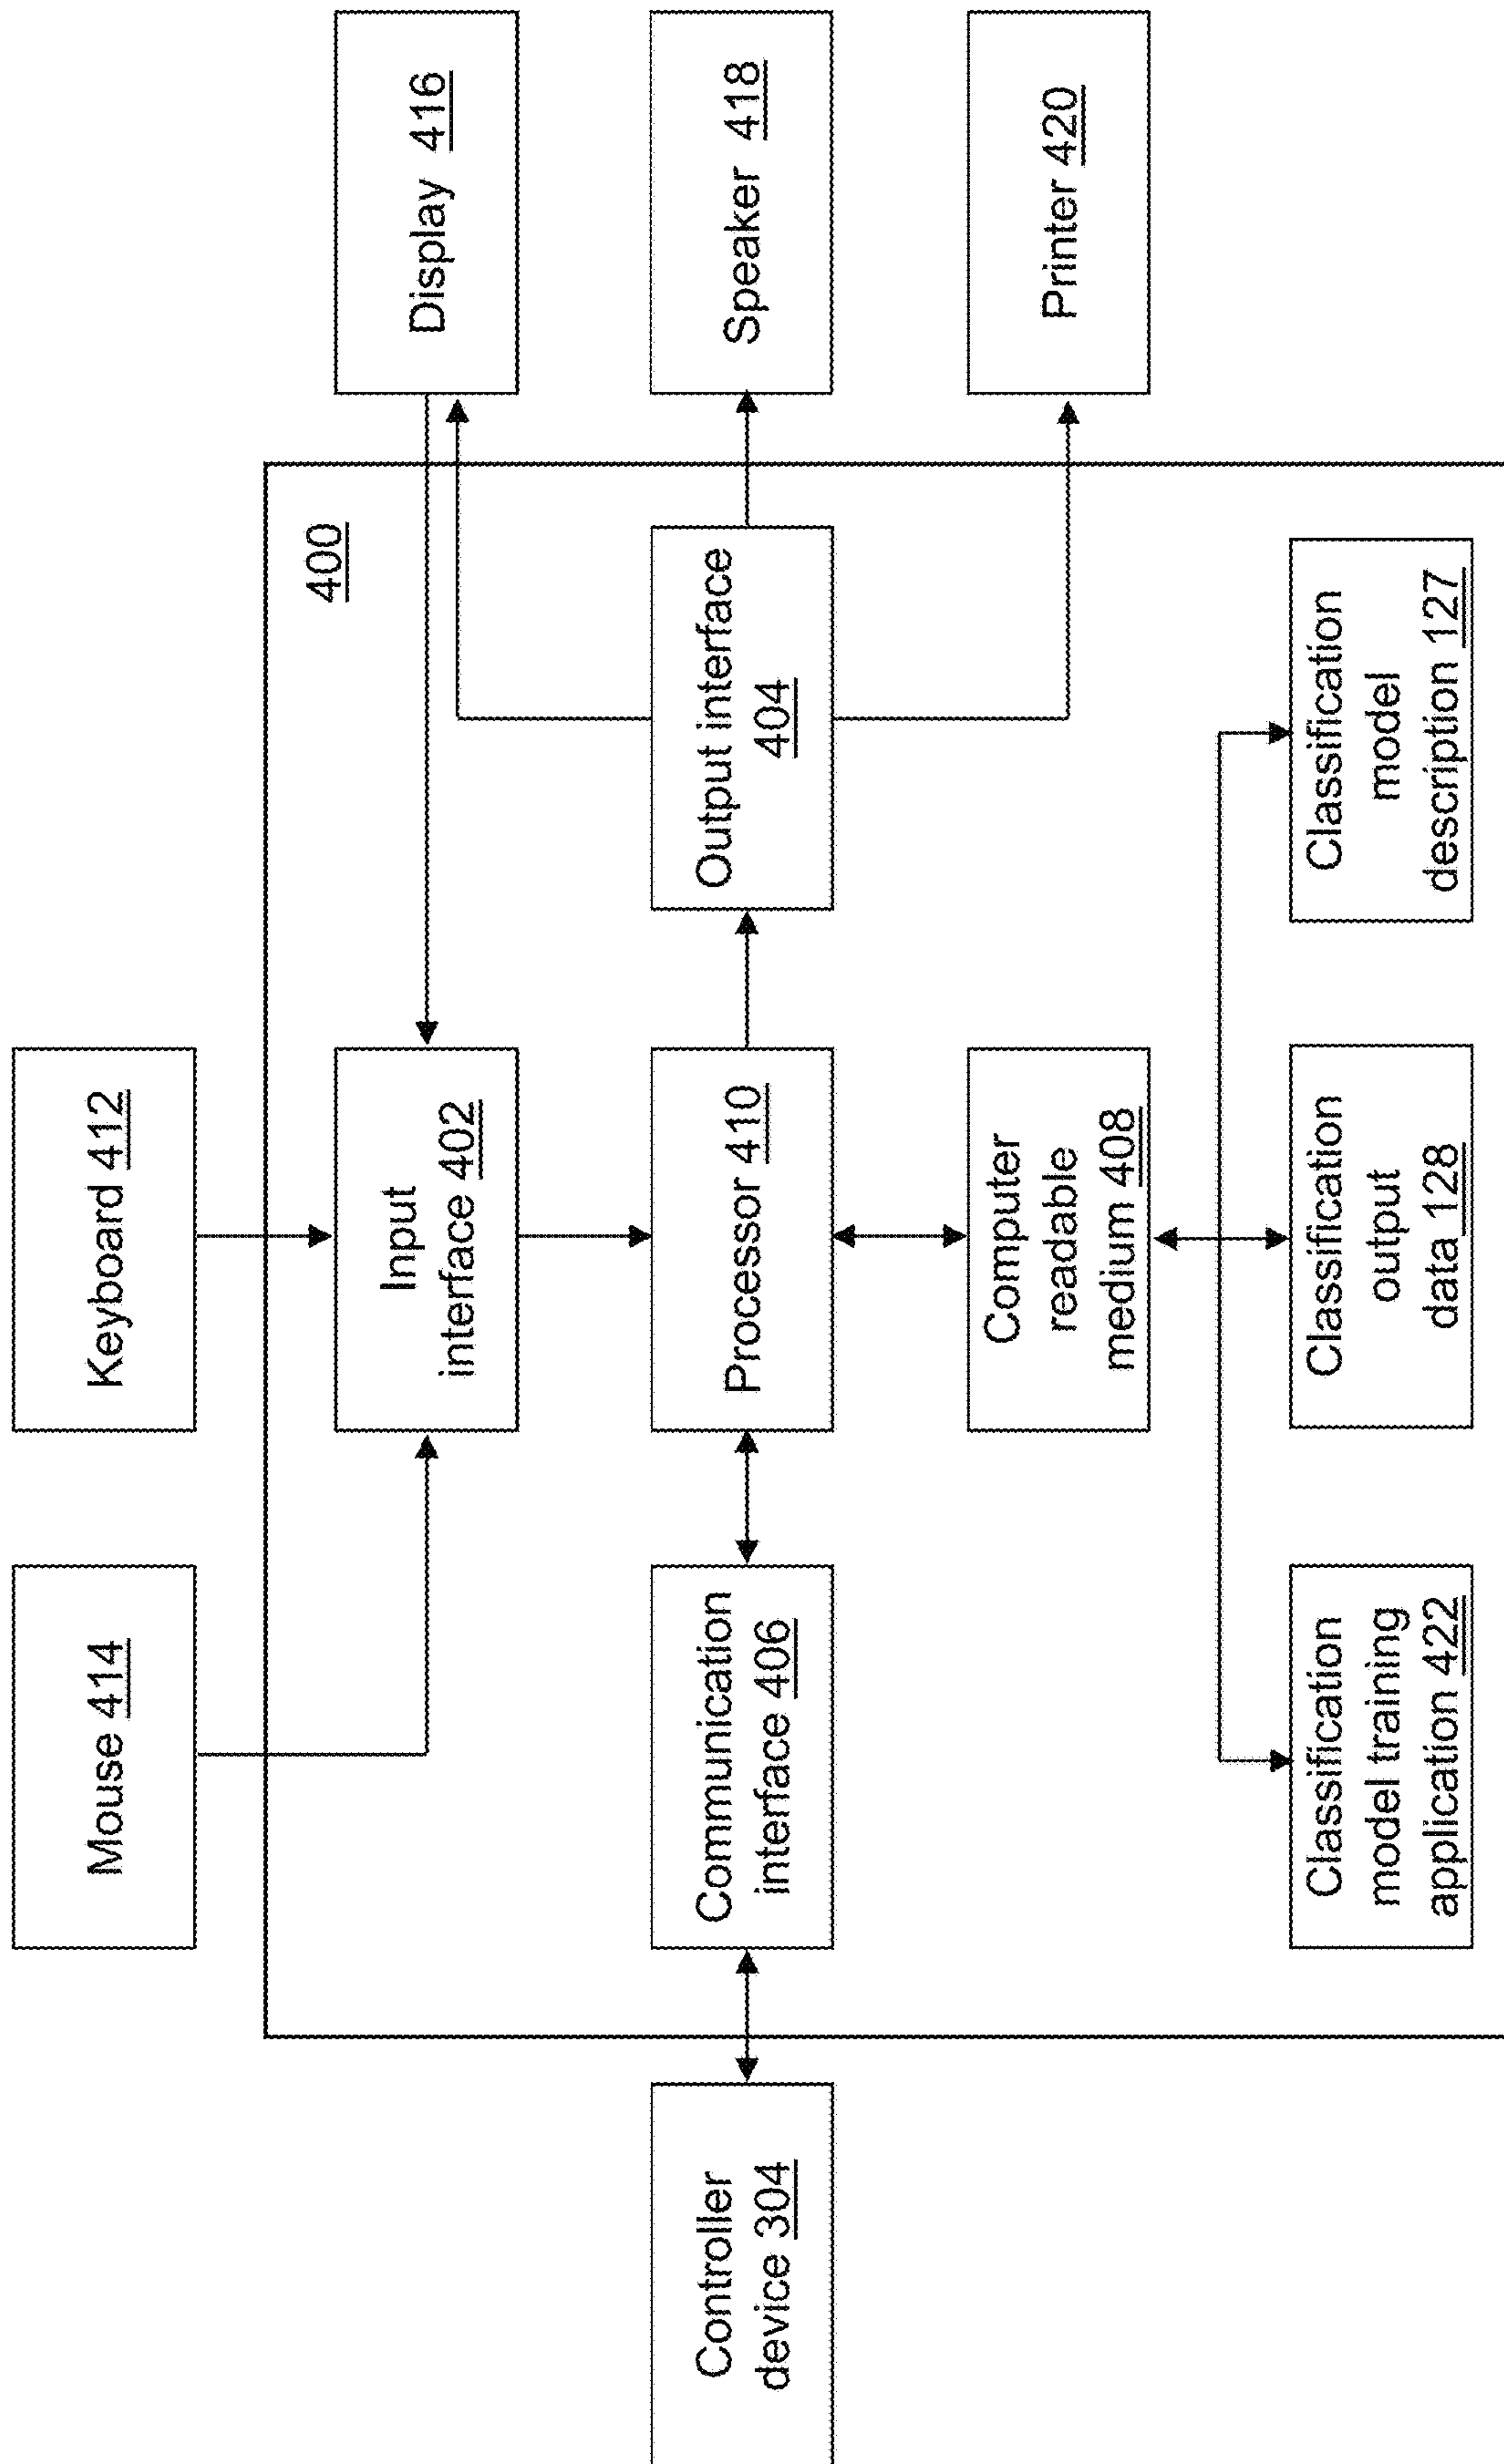 Mouse 414
Keyboard 412
400
Input
interface 402
Display 416
Controller
device 304
Communication
interface 406
Processor 410
Output interface
404
Speaker 418
Computer
readable
medium 408
Printer 420
Classification
model training
application 422
Classification
output
data 128
Classification
model
description 127